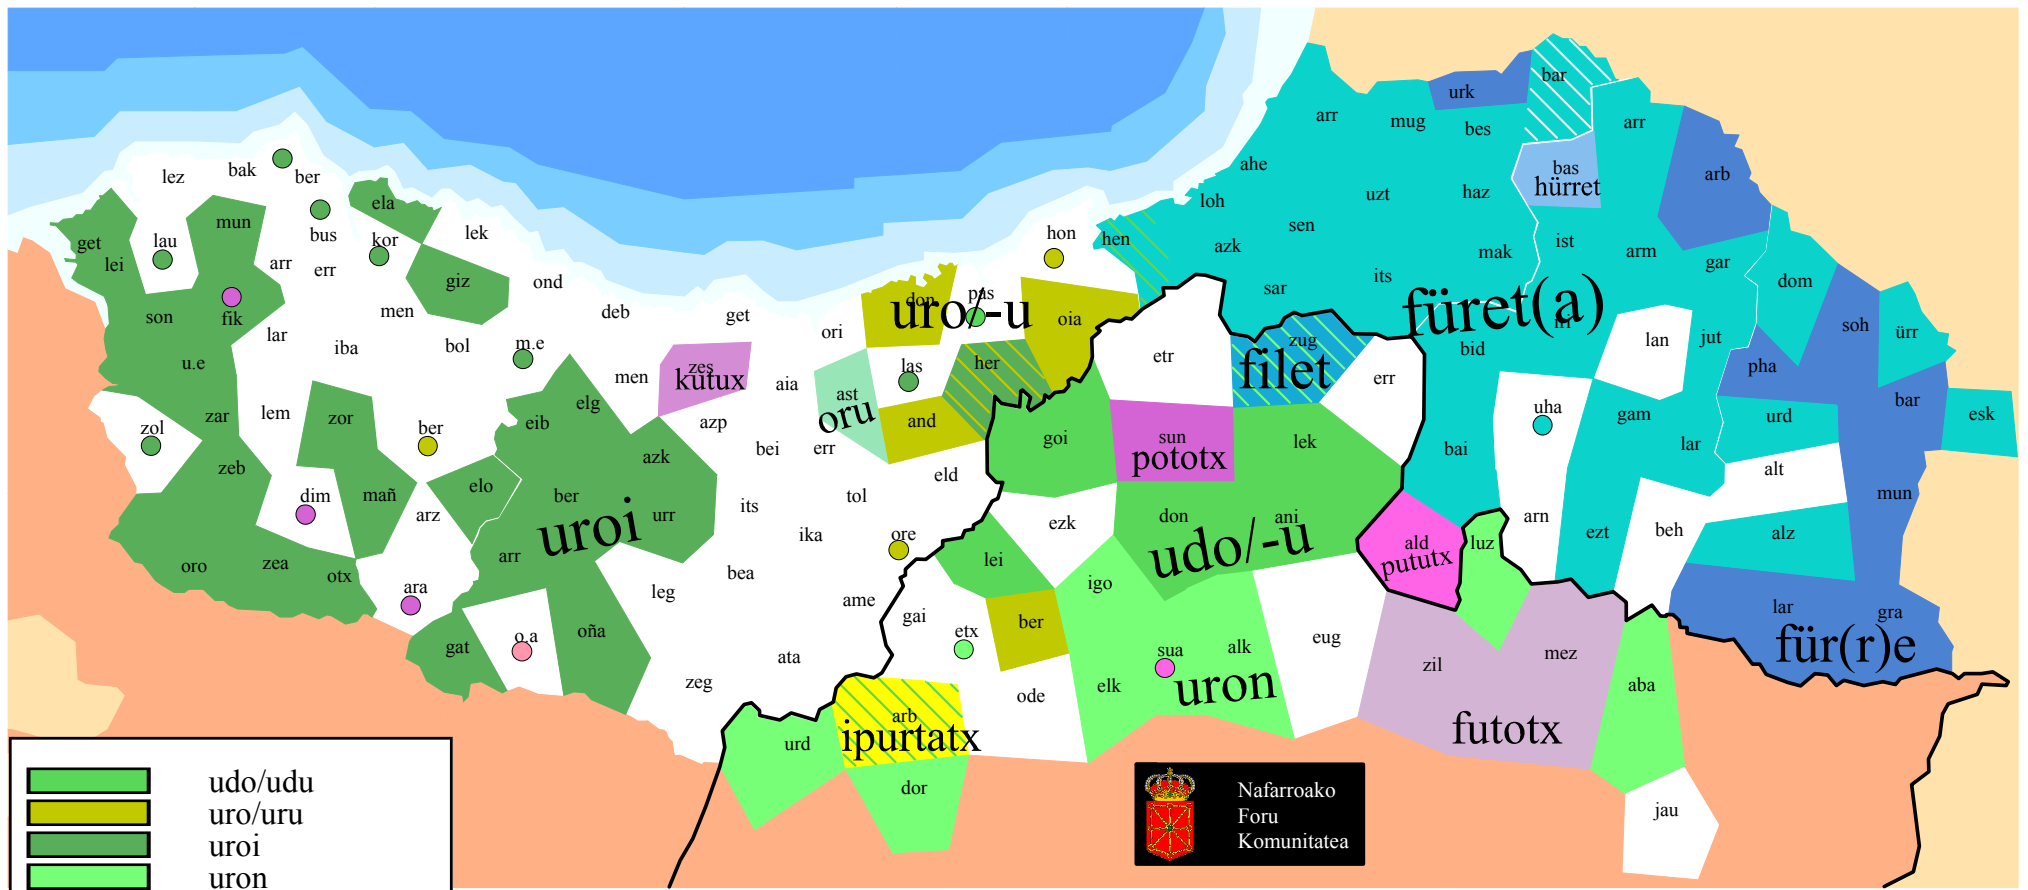 bar
urk
arr
mug
bes
arr
lez
bak
ber
ahe
bas
hürret
arb
uzt
haz
ela
loh
mun
bus
kor
lek
hon
hen
sen
get
lau
azk
mak
ist
arm
gar
lei
arr
err
giz
ond
sar
its
dom
don
pas
uro/-u
füret(a)
son
fik
men
deb
get
oia
iri
soh
ürr
lar
iba
bol
m.e
ori
etr
zug
filet
bid
lan
jut
u.e
men
zes
kutux
aia
las
her
err
pha
ast
oru
bar
zar
lem
zor
elg
azp
and
uha
gam
urd
esk
zol
ber
eib
bei
err
goi
sun
pototx
lek
bai
lar
zeb
azk
eld
alt
dim
mañ
elo
ber
its
tol
mun
arz
urr
uroi
ezk
don
ani
udo/-u
arn
ezt
beh
alz
ika
ore
ald
pututx
luz
oro
zea
otx
arr
bea
lei
igo
ara
leg
ame
gai
ber
lar
gra
für(r)e
gat
o.a
oña
etx
eug
ata
sua
alk
zil
mez
zeg
ode
elk
uron
aba
urd
arb
ipurtatx
futotx
dor
jau
Nafarroako
Foru
Komunitatea
udo/udu
uro/uru
uroi
uron